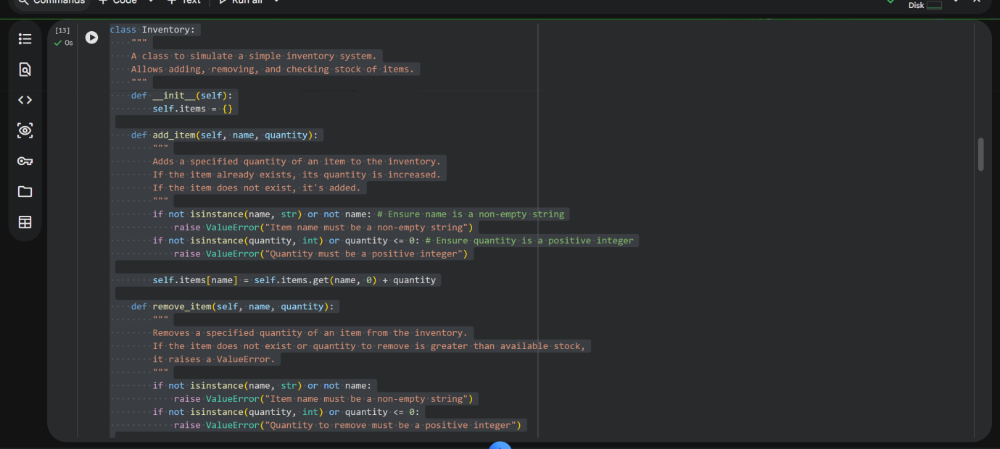 Commands + Code + Text Run all
Disk
[13]
0s
class Inventory:
    """
    A class to simulate a simple inventory system.
    Allows adding, removing, and checking stock of items.
    """
    def __init__(self):
        self.items = {}
    def add_item(self, name, quantity):
        """
        Adds a specified quantity of an item to the inventory.
        If the item already exists, its quantity is increased.
        If the item does not exist, it's added.
        """
        if not isinstance(name, str) or not name: # Ensure name is a non-empty string
            raise ValueError("Item name must be a non-empty string")
        if not isinstance(quantity, int) or quantity <= 0: # Ensure quantity is a positive integer
            raise ValueError("Quantity must be a positive integer")
        self.items[name] = self.items.get(name, 0) + quantity
    def remove_item(self, name, quantity):
        """
        Removes a specified quantity of an item from the inventory.
        If the item does not exist or quantity to remove is greater than available stock,
        it raises a ValueError.
        """
        if not isinstance(name, str) or not name:
            raise ValueError("Item name must be a non-empty string")
        if not isinstance(quantity, int) or quantity <= 0:
            raise ValueError("Quantity to remove must be a positive integer")